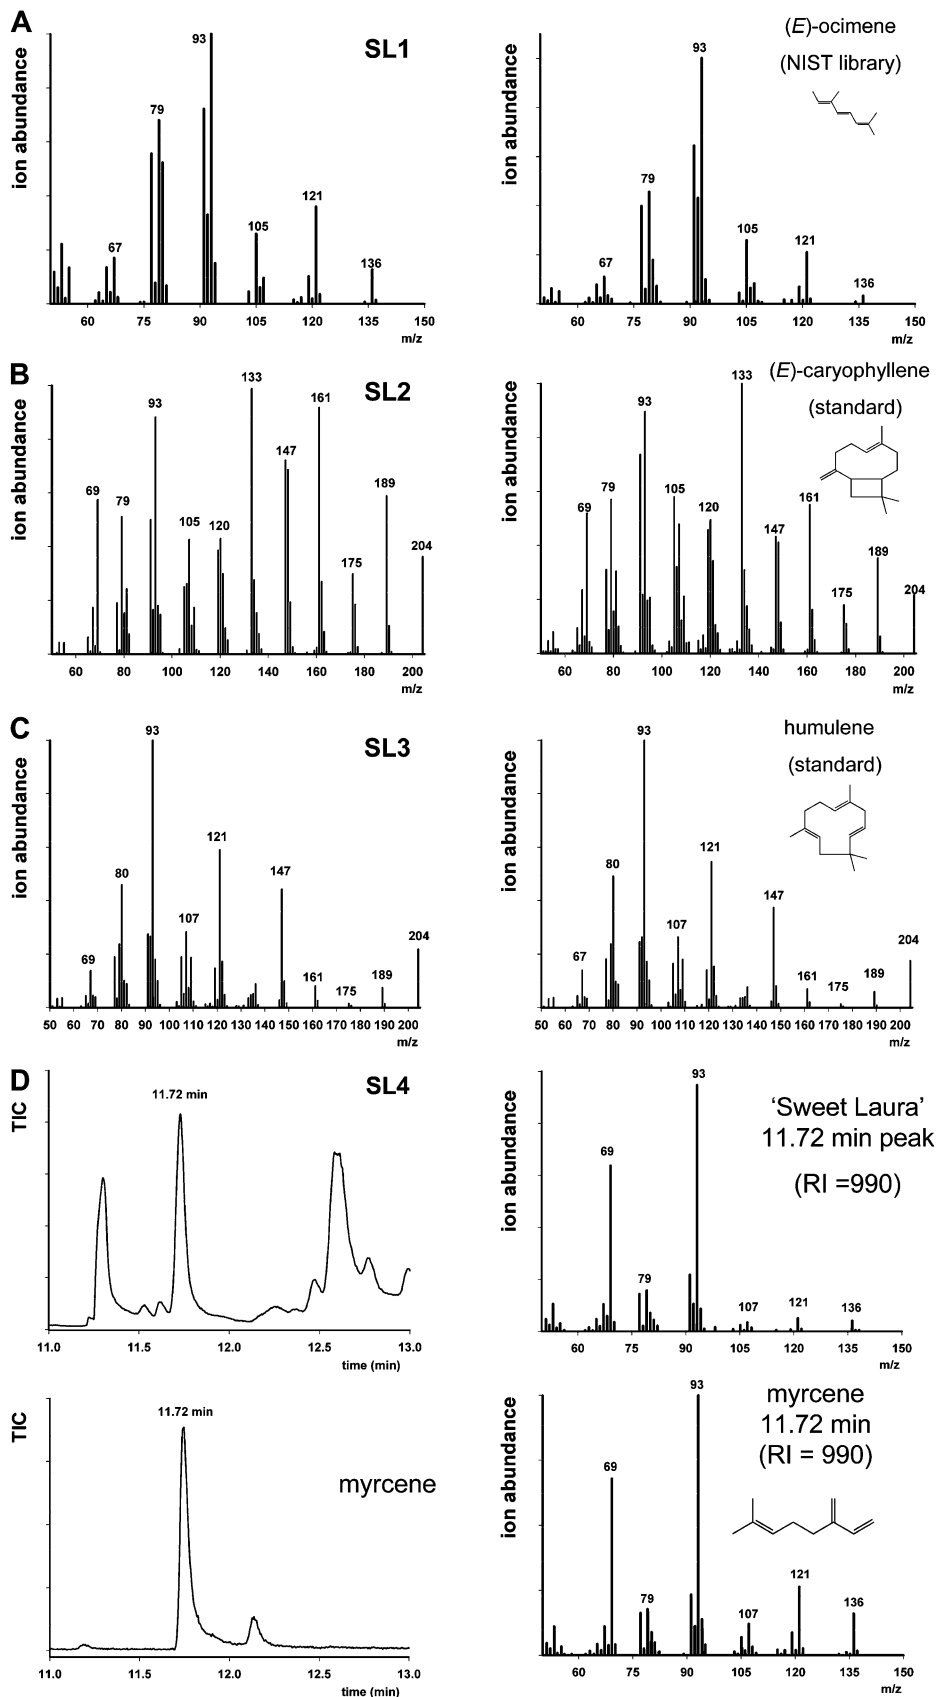 A
SL1
ion abundance
93
79
67
105
121
136
60 75 90 105 120 135 150
m/z
(E)-ocimene
(NIST library)
ion abundance
93
79
67
105
121
136
60 75 90 105 120 135 150
m/z
B
SL2
ion abundance
69
79
93
105
120
133
147
161
175
189
204
60 80 100 120 140 160 180 200
m/z
(E)-caryophyllene
(standard)
ion abundance
69
79
93
105
120
133
147
161
175
189
204
60 80 100 120 140 160 180 200
m/z
C
SL3
ion abundance
69
80
93
107
121
147
161
175
189
204
50 60 70 80 90 100 110 120 130 140 150 160 170 180 190 200
m/z
humulene
(standard)
ion abundance
67
80
93
107
121
147
161
175
189
204
50 60 70 80 90 100 110 120 130 140 150 160 170 180 190 200
m/z
D
SL4
TIC
11.72 min
11.0 11.5 12.0 12.5 13.0
time (min)
‘Sweet Laura’
11.72 min peak
(RI =990)
ion abundance
69
79
93
107
121
136
60 75 90 105 120 135 150
m/z
TIC
11.72 min
myrcene
11.0 11.5 12.0 12.5 13.0
time (min)
myrcene
11.72 min
(RI = 990)
ion abundance
69
79
93
107
121
136
60 75 90 105 120 135 150
m/z